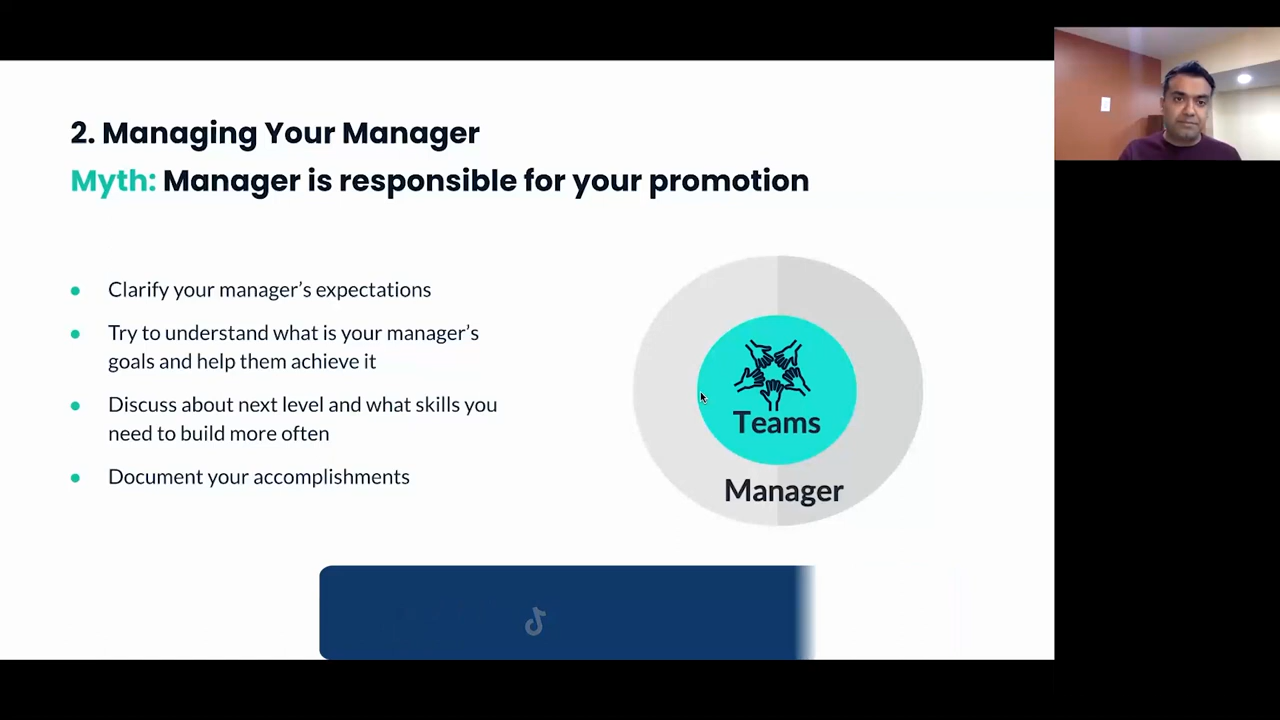 2. Managing Your Manager
Myth: Manager is responsible for your promotion
Clarify your manager’s expectations
Try to understand what is your manager’s
goals and help them achieve it
Discuss about next level and what skills you
need to build more often
Document your accomplishments
Teams
Manager